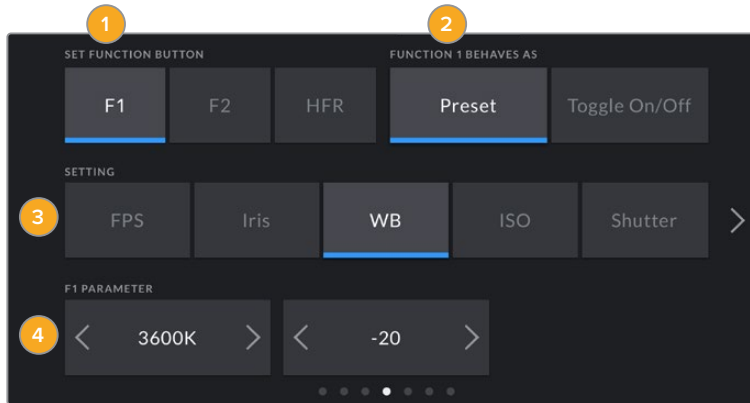 1 2
SET FUNCTION BUTTON FUNCTION 1 BEHAVES AS
F1 F2 HFR Preset Toggle On/Off
SETTING
3 FPS Iris WB ISO Shutter
F1 PARAMETER
4 3600K -20